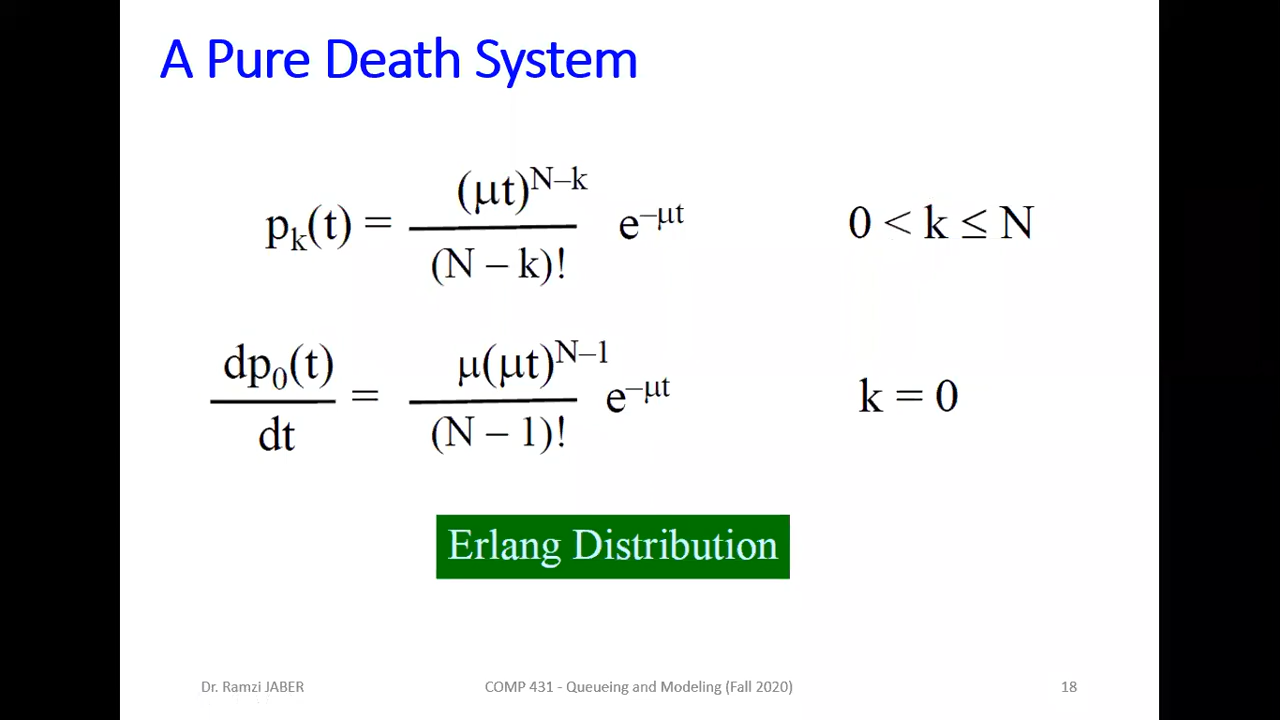 A Pure Death System
pₖ(t) = (μt)^(N–k) / (N – k)! e^(–μt) 0 < k ≤ N
dp₀(t)/dt = μ(μt)^(N–1) / (N – 1)! e^(–μt) k = 0
Erlang Distribution
Dr. Ramzi JABER COMP 431 - Queueing and Modeling (Fall 2020) 18